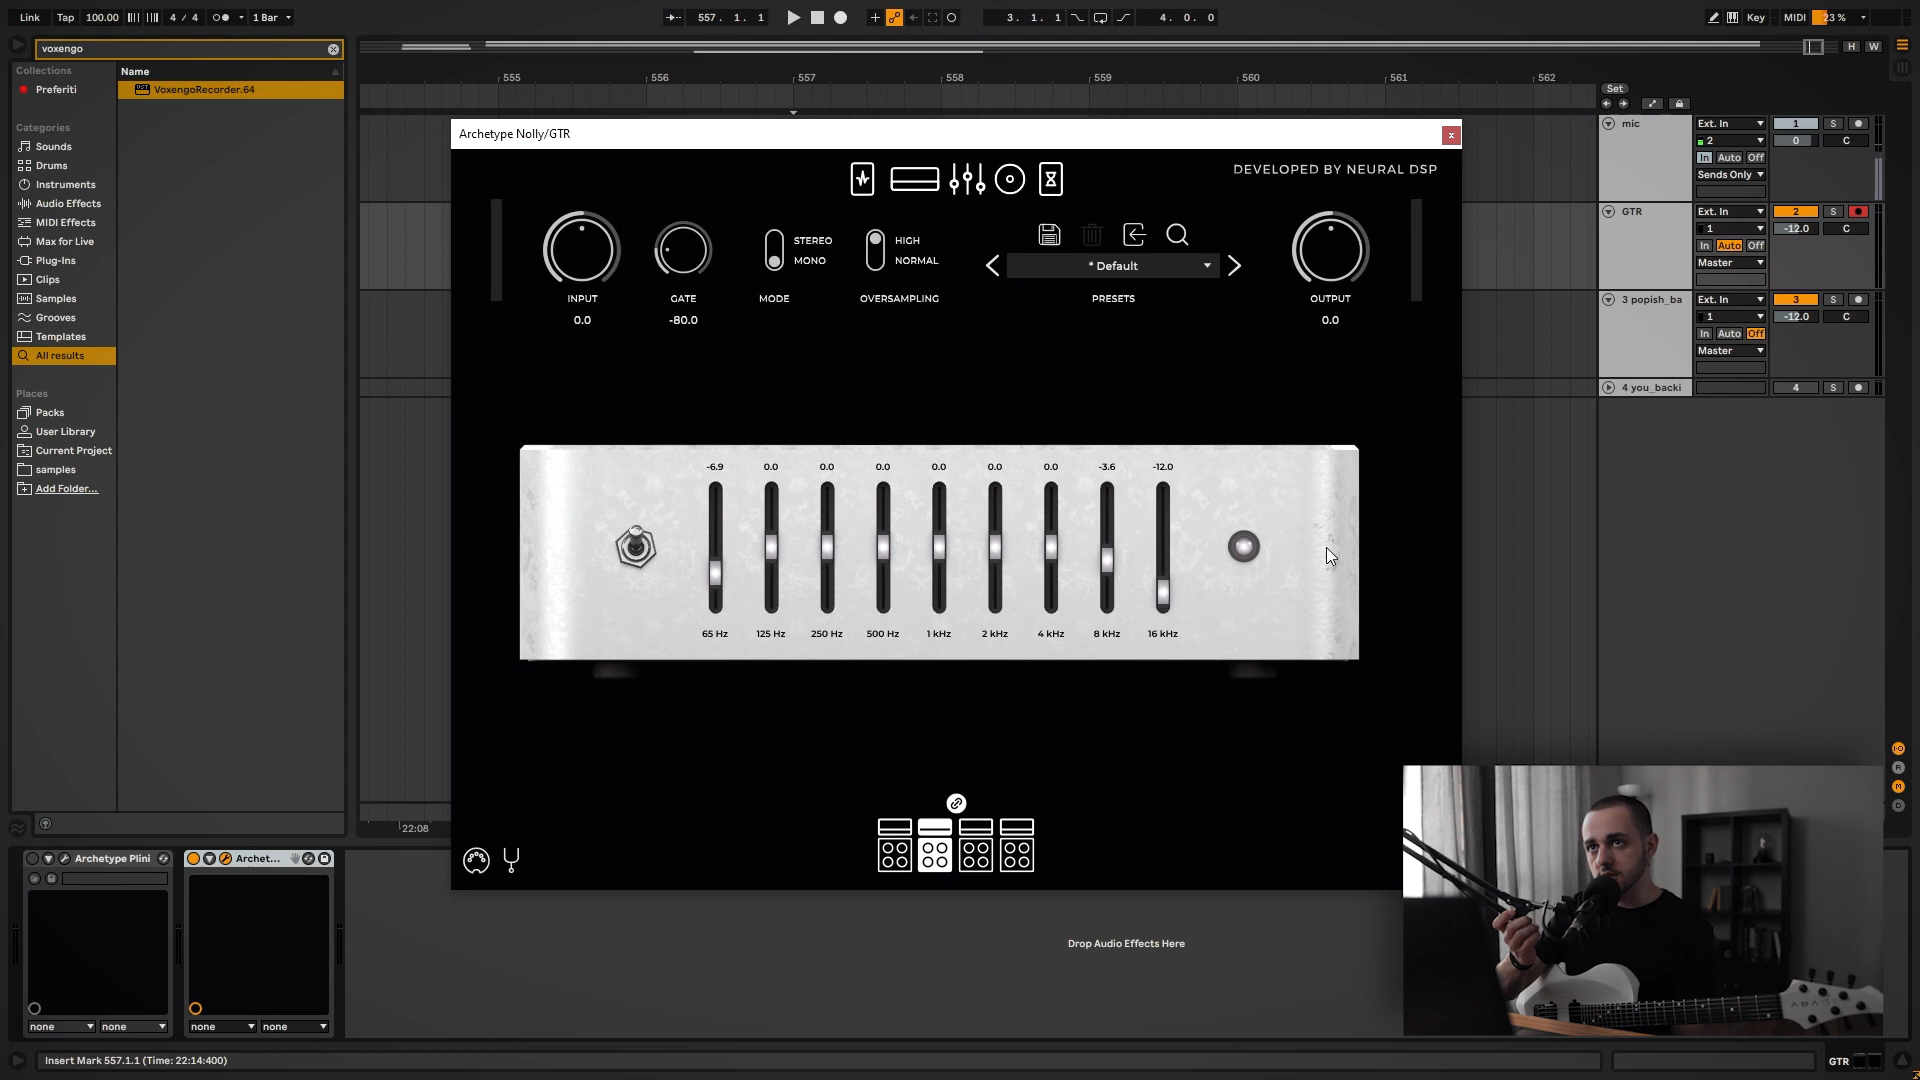 Link Tap 100.00 4 / 4 1 Bar 557. 1. 1 3. 1. 1 4. 0. 0 Key MIDI 23 %
voxengo
H W
Collections
Name
Preferiti
VoxengoRecorder.64
555 556 557 558 559 560 561 562
Set
Categories
Sounds
Drums
Instruments
Audio Effects
MIDI Effects
Max for Live
Plug-Ins
Clips
Samples
Grooves
Templates
All results
Places
Packs
User Library
Current Project
samples
Add Folder...
mic Ext. In 1 S
2 0 C
In Auto Off
Sends Only
GTR Ext. In 2 S
1 -12.0 C
In Auto Off
Master
3 popish_ba Ext. In 3 S
1 -12.0 C
In Auto Off
Master
4 you_backi 4 S
Archetype Nolly/GTR
x
DEVELOPED BY NEURAL DSP
STEREO
MONO
HIGH
NORMAL
* Default
INPUT GATE MODE OVERSAMPLING PRESETS OUTPUT
0.0 -80.0 0.0
-6.9 0.0 0.0 0.0 0.0 0.0 0.0 -3.6 -12.0
65 Hz 125 Hz 250 Hz 500 Hz 1 kHz 2 kHz 4 kHz 8 kHz 16 kHz
I-O
R
M
D
22:08
Archetype Plini
Archet...
none none none none
Drop Audio Effects Here
ABASI
Insert Mark 557.1.1 (Time: 22:14:400)
GTR